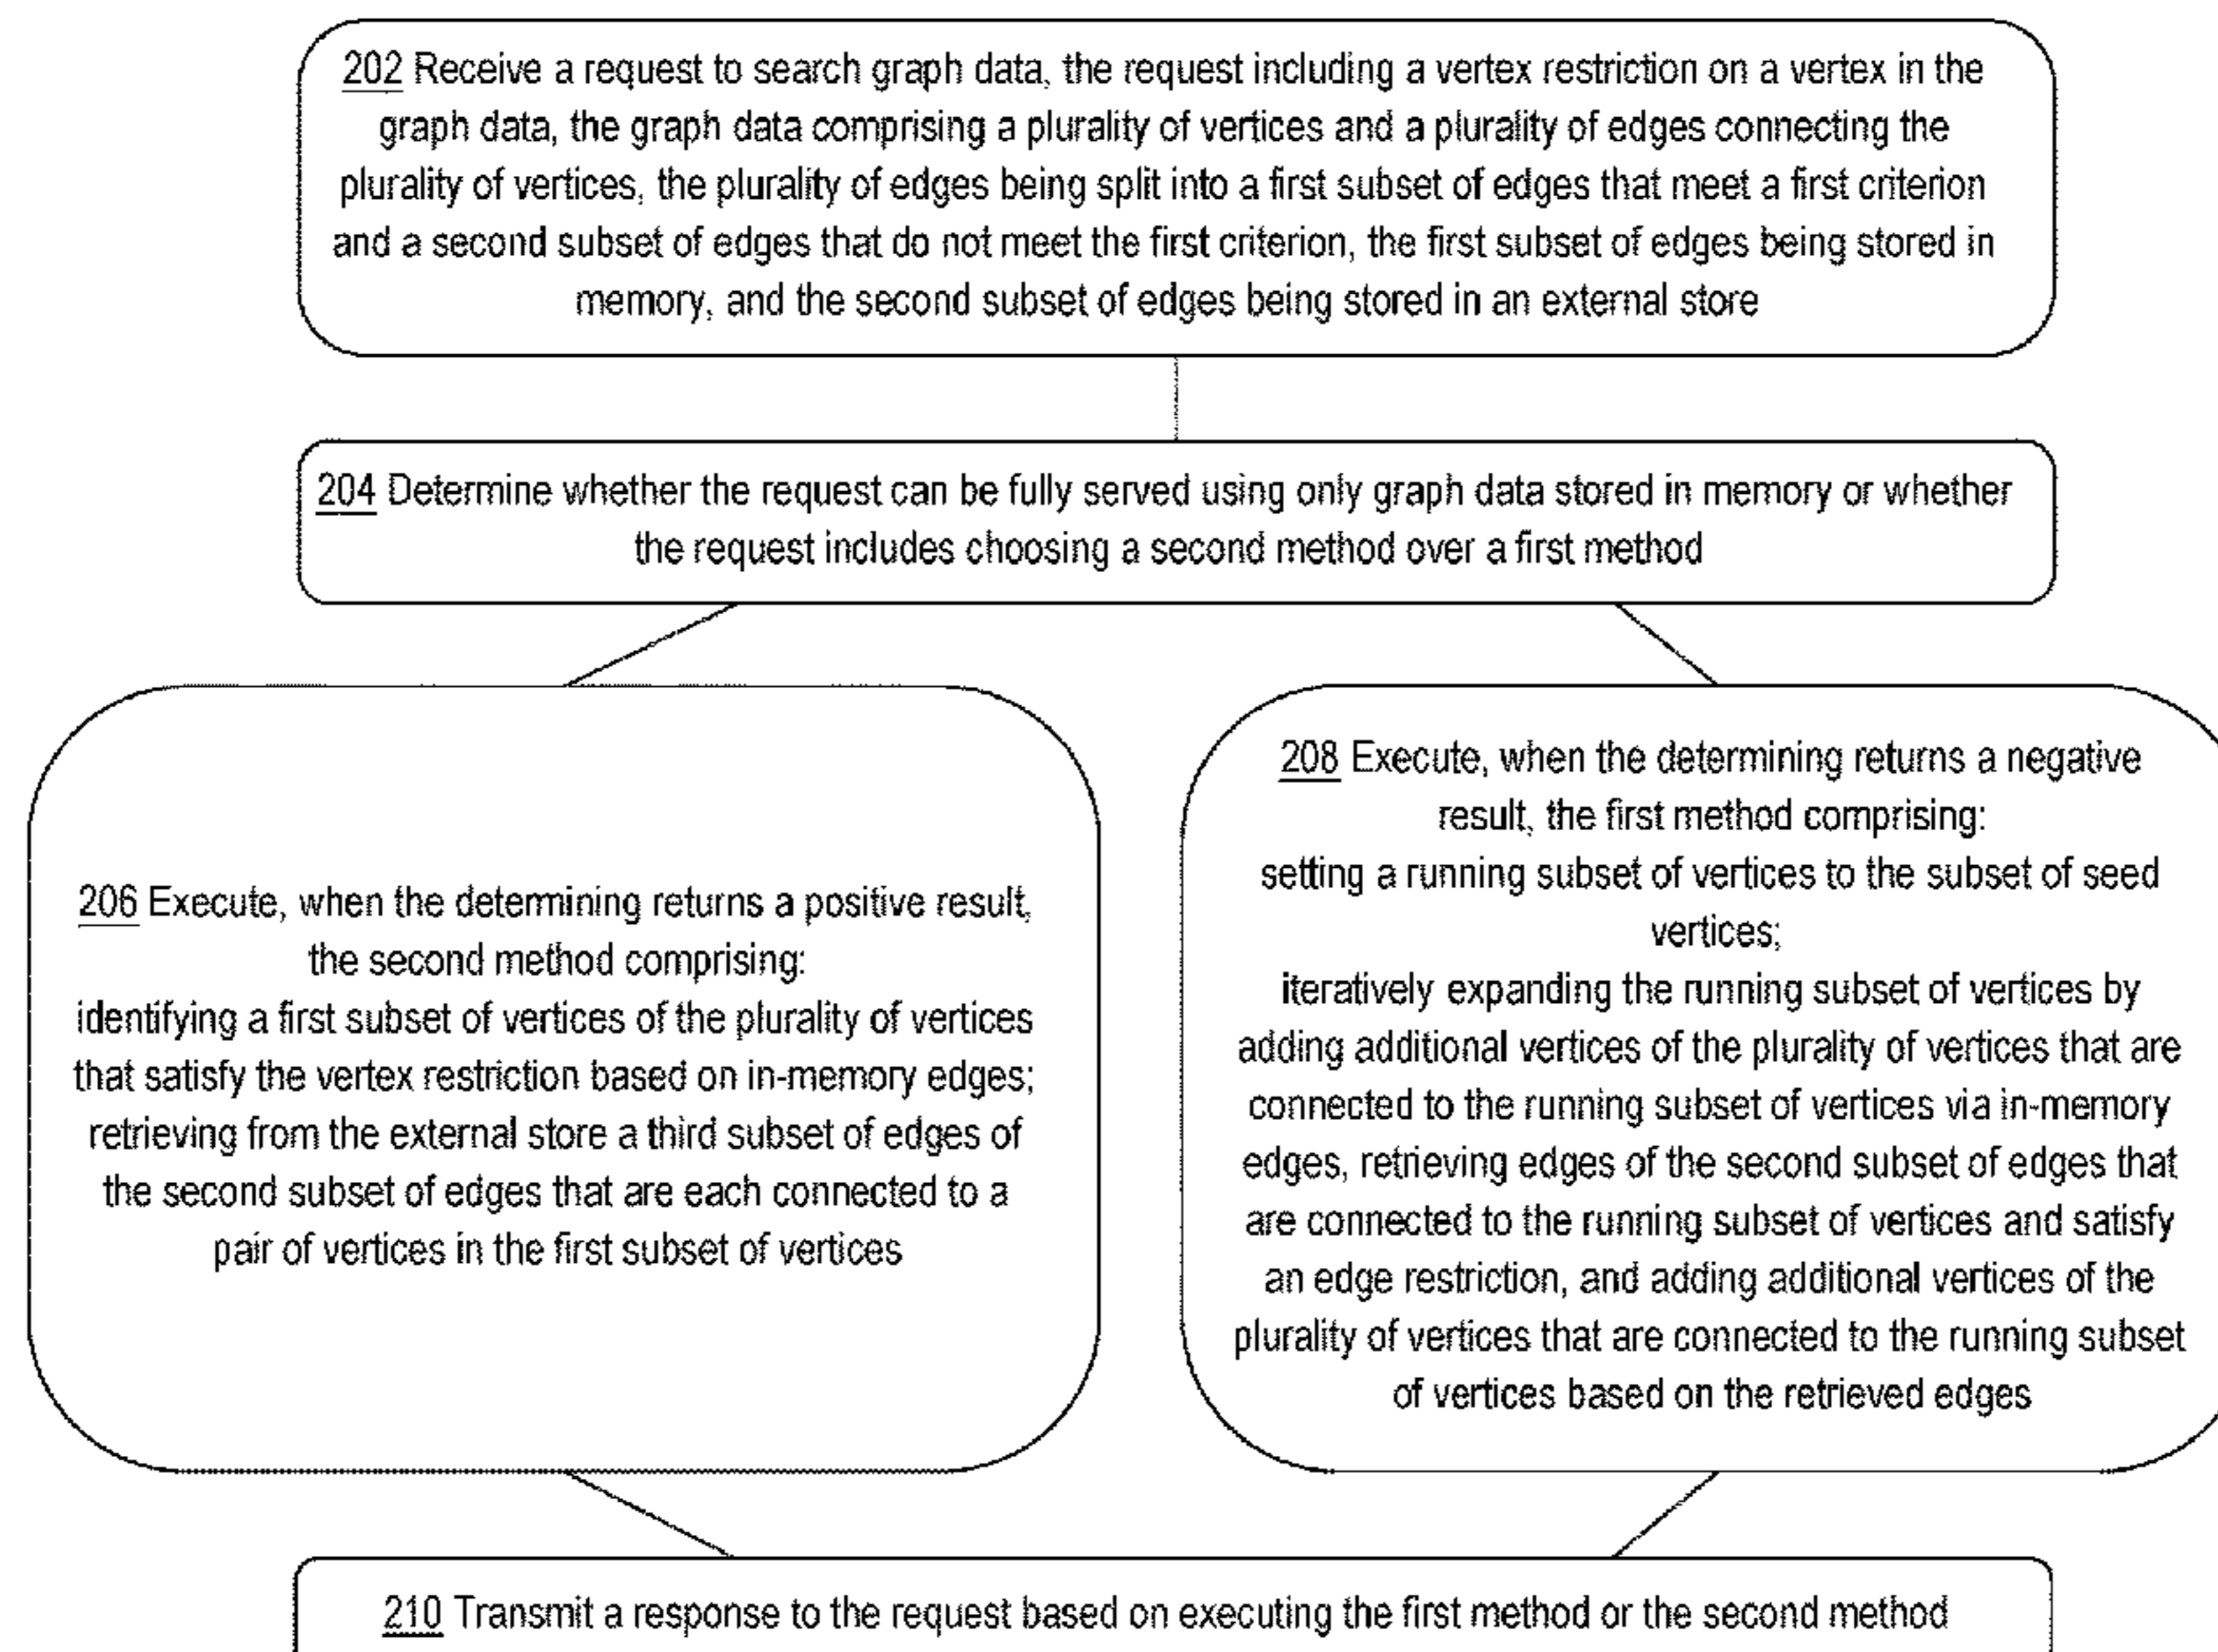 202 Receive a request to search graph data, the request including a vertex restriction on a vertex in the
graph data, the graph data comprising a plurality of vertices and a plurality of edges connecting the
plurality of vertices, the plurality of edges being split into a first subset of edges that meet a first criterion
and a second subset of edges that do not meet the first criterion, the first subset of edges being stored in
memory, and the second subset of edges being stored in an external store
204 Determine whether the request can be fully served using only graph data stored in memory or whether
the request includes choosing a second method over a first method
206 Execute, when the determining returns a positive result,
the second method comprising:
identifying a first subset of vertices of the plurality of vertices
that satisfy the vertex restriction based on in-memory edges;
retrieving from the external store a third subset of edges of
the second subset of edges that are each connected to a
pair of vertices in the first subset of vertices
208 Execute, when the determining returns a negative
result, the first method comprising:
setting a running subset of vertices to the subset of seed
vertices;
iteratively expanding the running subset of vertices by
adding additional vertices of the plurality of vertices that are
connected to the running subset of vertices via in-memory
edges, retrieving edges of the second subset of edges that
are connected to the running subset of vertices and satisfy
an edge restriction, and adding additional vertices of the
plurality of vertices that are connected to the running subset
of vertices based on the retrieved edges
210 Transmit a response to the request based on executing the first method or the second method